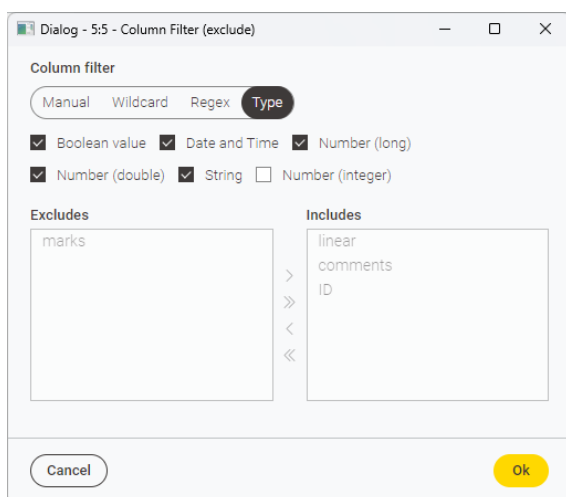 Dialog - 5:5 - Column Filter (exclude)
Column filter
Manual Wildcard Regex Type
Boolean value Date and Time Number (long)
Number (double) String Number (integer)
Excludes Includes
marks linear
comments
ID
Cancel Ok